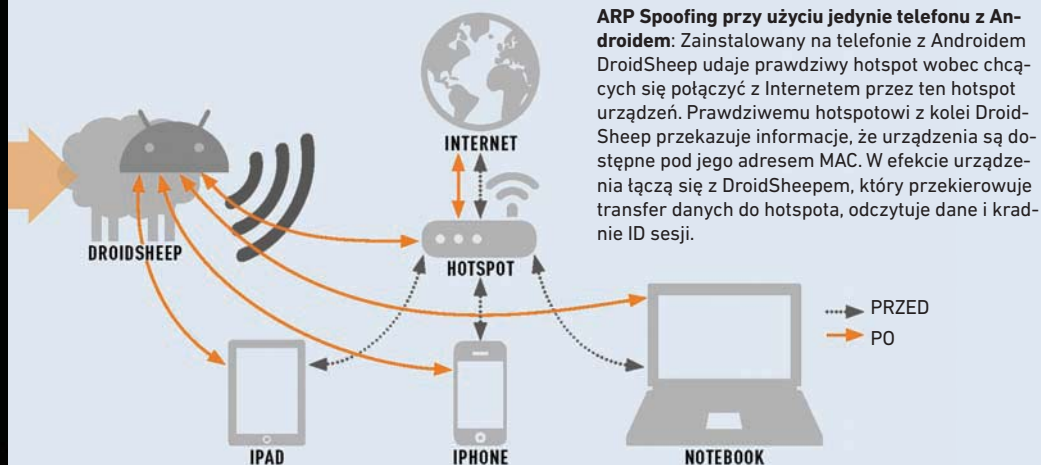 ARP Spoofing przy użyciu jedynie telefonu z An-
droidem: Zainstalowany na telefonie z Androidem
DroidSheep udaje prawdziwy hotspot wobec chcą-
cych się połączyć z Internetem przez ten hotspot
urządzeń. Prawdziwemu hotspotowi z kolei Droid-
Sheep przekazuje informacje, że urządzenia są do-
stępne pod jego adresem MAC. W efekcie urządze-
nia łączą się z DroidSheepem, który przekierowuje
transfer danych do hotspota, odczytuje dane i krad-
nie ID sesji.
INTERNET
DROIDSHEEP
HOTSPOT
PRZED
PO
IPAD
IPHONE
NOTEBOOK